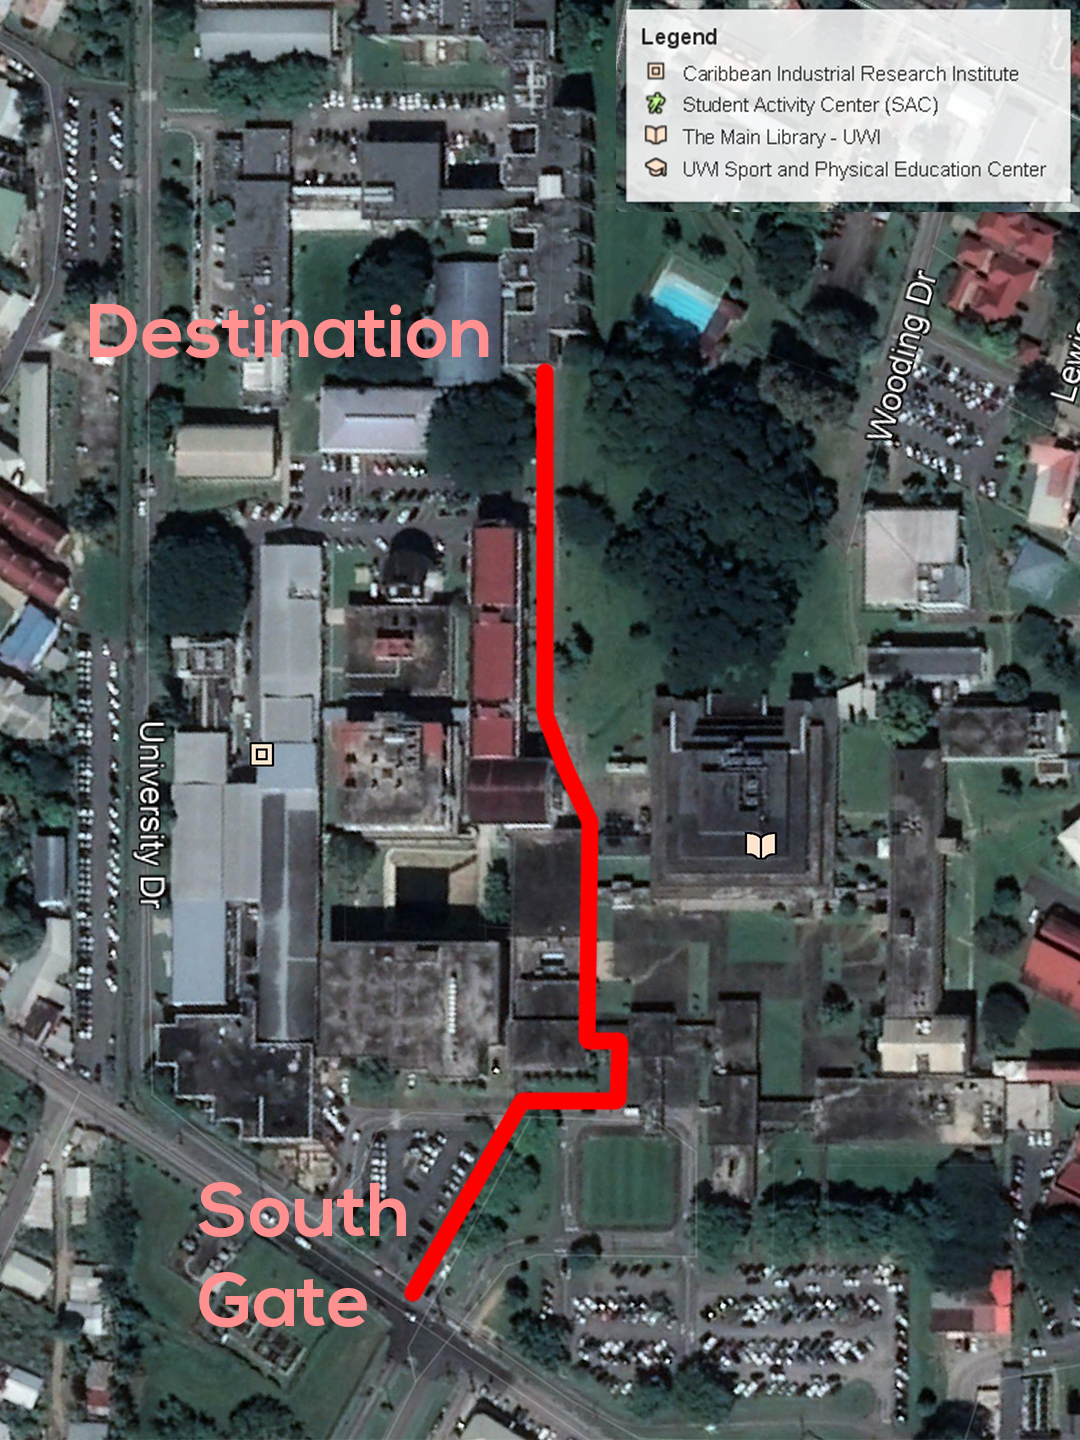 Legend
Caribbean Industrial Research Institute
Student Activity Center (SAC)
The Main Library - UWI
UWI Sport and Physical Education Center
Wooding Dr
Destination
University Dr
South
Gate